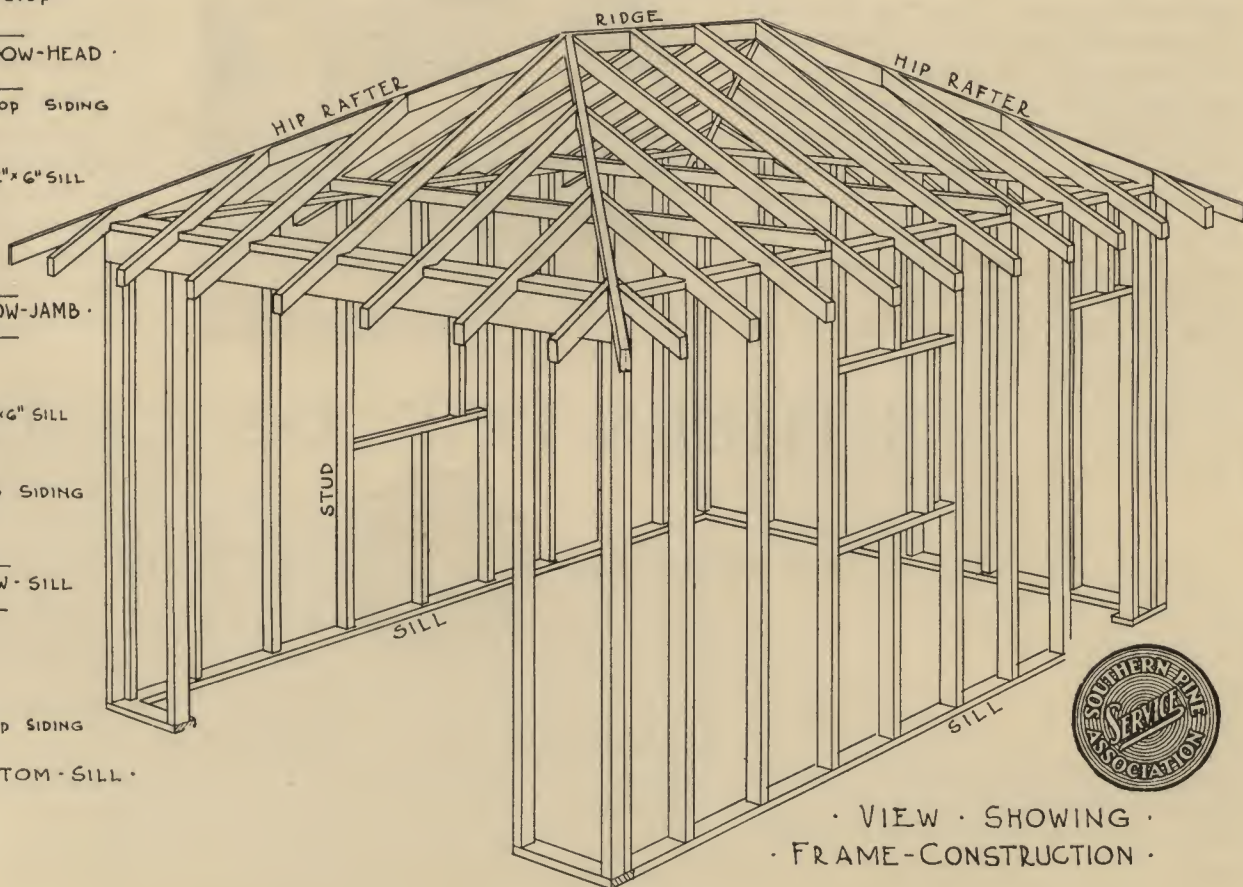 OW-HEAD ·
OP SIDING
"× 6" SILL
OW-JAMB ·
×6" SILL
SIDING
W - SILL
P SIDING
TOM - SILL ·
RIDGE
HIP RAFTER
HIP RAFTER
STUD
SILL
SILL
SOUTHERN PINE
SERVICE
ASSOCIATION
· VIEW · SHOWING ·
· FRAME-CONSTRUCTION ·